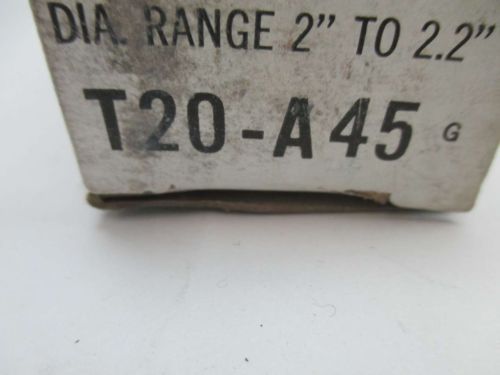 DIA. RANGE 2" TO 2.2"
T20-A45 G